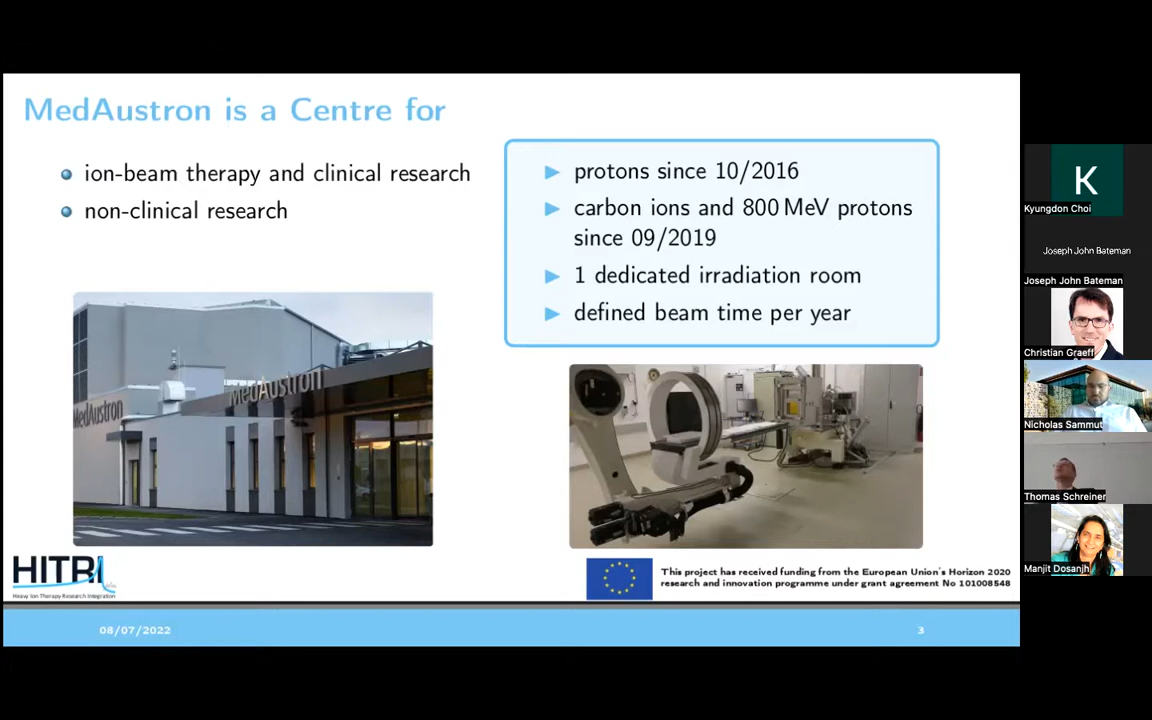 MedAustron is a Centre for
ion-beam therapy and clinical research
non-clinical research
protons since 10/2016
carbon ions and 800 MeV protons
since 09/2019
1 dedicated irradiation room
defined beam time per year
MedAustron
MedAustron
HITRI
Heavy Ion Therapy Research Integration
This project has received funding from the European Union's Horizon 2020
research and innovation programme under grant agreement No 101008548
08/07/2022
3
K
Kyungdon Choi
Joseph John Bateman
Joseph John Bateman
Christian Graeff
Nicholas Sammut
Thomas Schreiner
Manjit Dosanjh